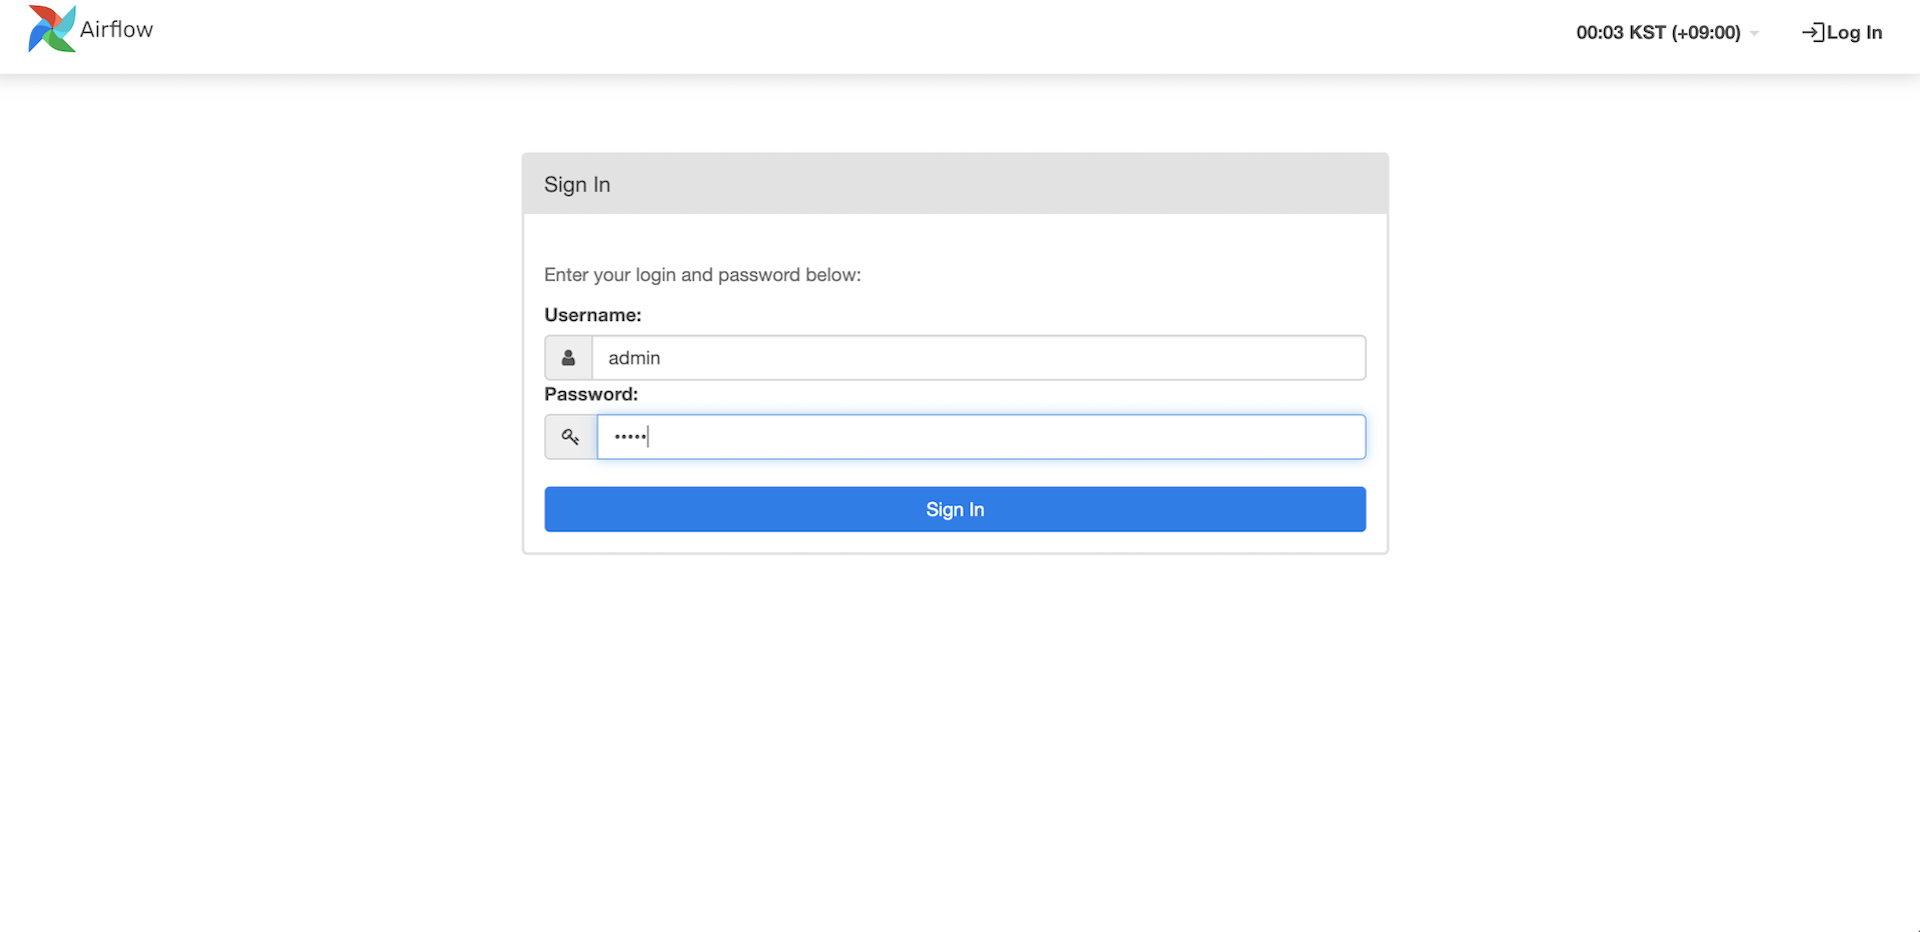 Airflow
00:03 KST (+09:00)
Log In
Sign In
Enter your login and password below:
Username:
admin
Password:
•••••
Sign In